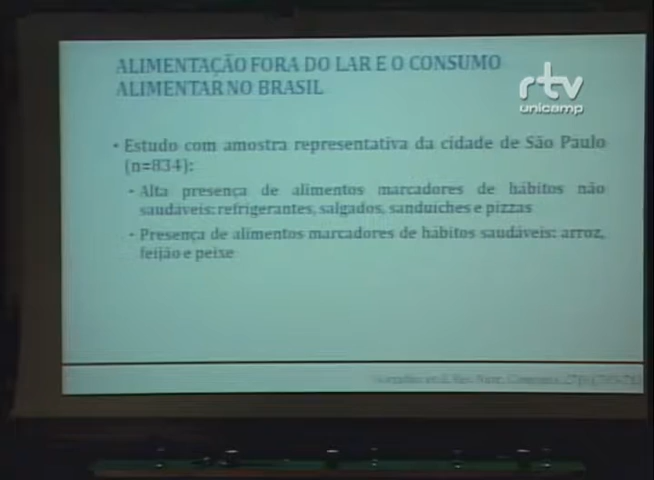 ALIMENTAÇÃO FORA DO LAR E O CONSUMO
ALIMENTAR NO BRASIL
rtv
unicamp
• Estudo com amostra representativa da cidade de São Paulo
(n=834):
• Alta presença de alimentos marcadores de hábitos não
saudáveis: refrigerantes, salgados, sanduíches e pizzas
• Presença de alimentos marcadores de hábitos saudáveis: arroz,
feijão e peixe